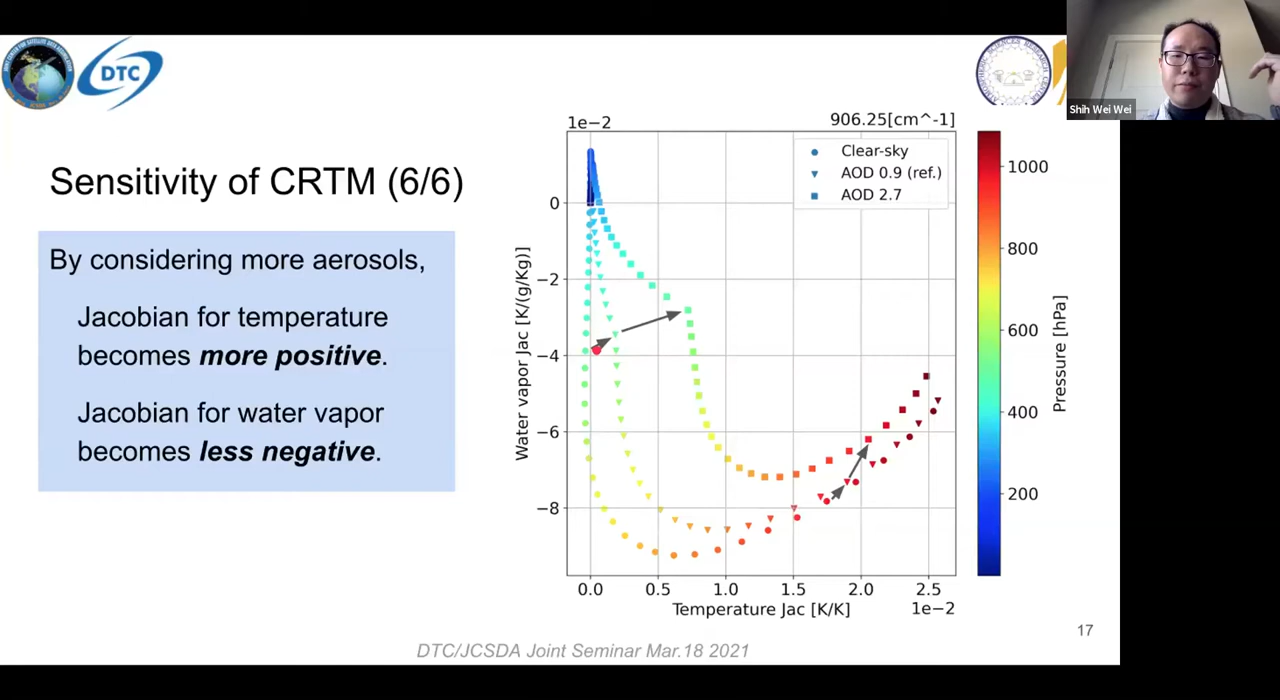 DTC
Shih Wei Wei
Sensitivity of CRTM (6/6)
By considering more aerosols,
Jacobian for temperature
becomes more positive.
Jacobian for water vapor
becomes less negative.
1e−2
906.25[cm^-1]
Clear-sky
AOD 0.9 (ref.)
AOD 2.7
Water vapor Jac [K/(g/Kg)]
0
−2
−4
−6
−8
0.0 0.5 1.0 1.5 2.0 2.5
Temperature Jac [K/K]
1e−2
1000
800
600
400
200
Pressure [hPa]
17
DTC/JCSDA Joint Seminar Mar.18 2021